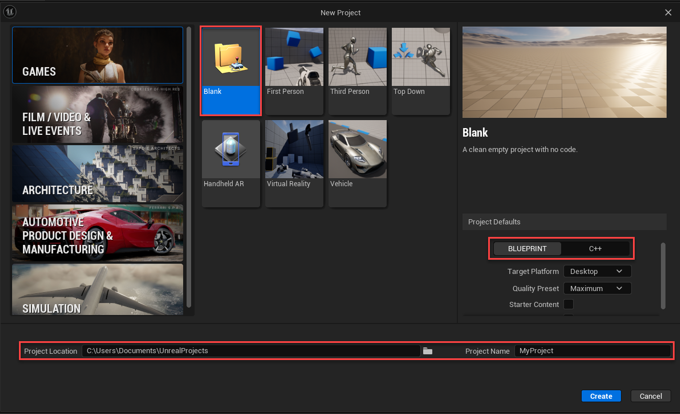 New Project
GAMES
FILM / VIDEO &
LIVE EVENTS
ARCHITECTURE
AUTOMOTIVE
PRODUCT DESIGN &
MANUFACTURING
SIMULATION
Blank
First Person
Third Person
Top Down
Handheld AR
Virtual Reality
Vehicle
Blank
A clean empty project with no code.
Project Defaults
BLUEPRINT C++
Target Platform Desktop
Quality Preset Maximum
Starter Content
Project Location C:\Users\Documents\UnrealProjects Project Name MyProject
Create Cancel